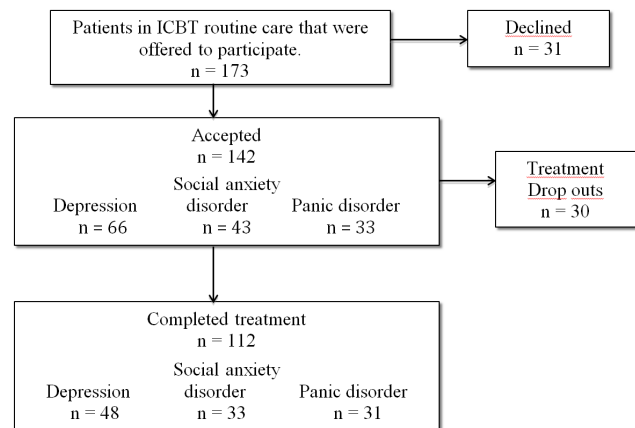 Patients in ICBT routine care that were
offered to participate.
n = 173
Declined
n = 31
Accepted
n = 142
Social anxiety
Depression disorder Panic disorder
n = 66 n = 43 n = 33
Treatment
Drop outs
n = 30
Completed treatment
n = 112
Social anxiety
Depression disorder Panic disorder
n = 48 n = 33 n = 31